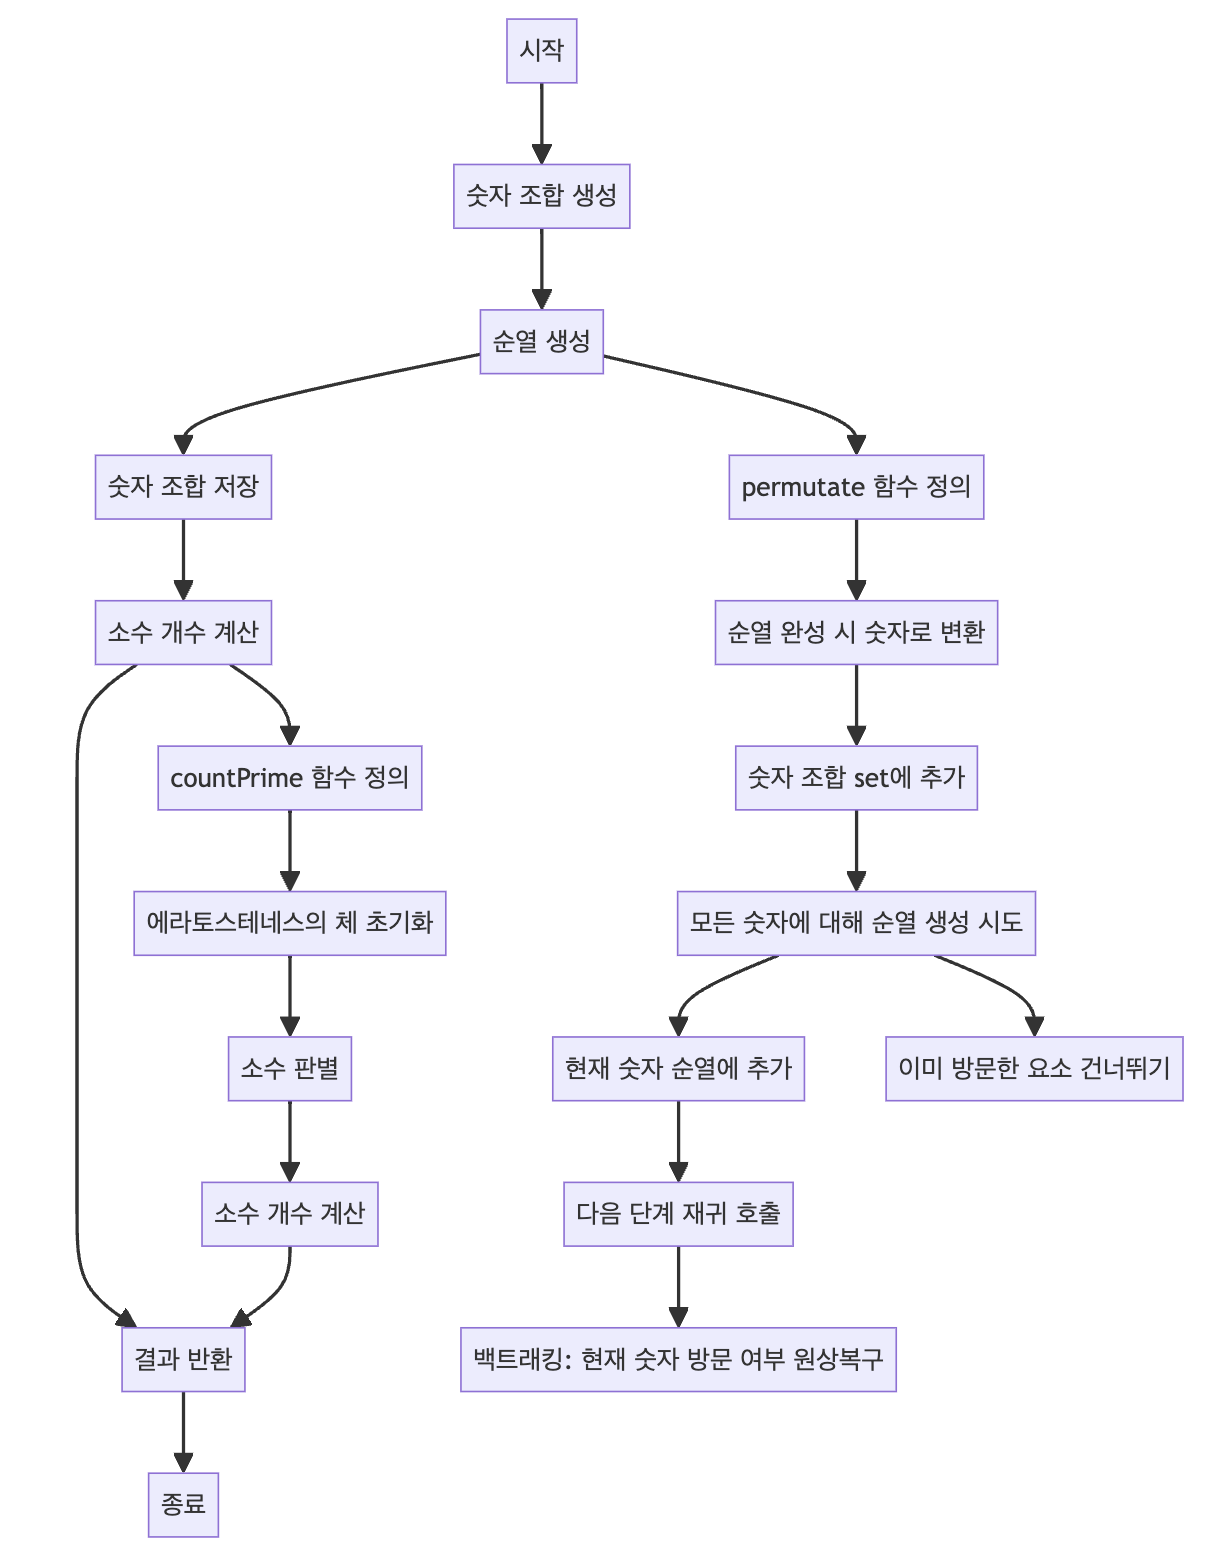 시작
숫자 조합 생성
순열 생성
숫자 조합 저장
permutate 함수 정의
소수 개수 계산
순열 완성 시 숫자로 변환
countPrime 함수 정의
숫자 조합 set에 추가
에라토스테네스의 체 초기화
모든 숫자에 대해 순열 생성 시도
소수 판별
현재 숫자 순열에 추가
이미 방문한 요소 건너뛰기
소수 개수 계산
다음 단계 재귀 호출
결과 반환
백트래킹: 현재 숫자 방문 여부 원상복구
종료